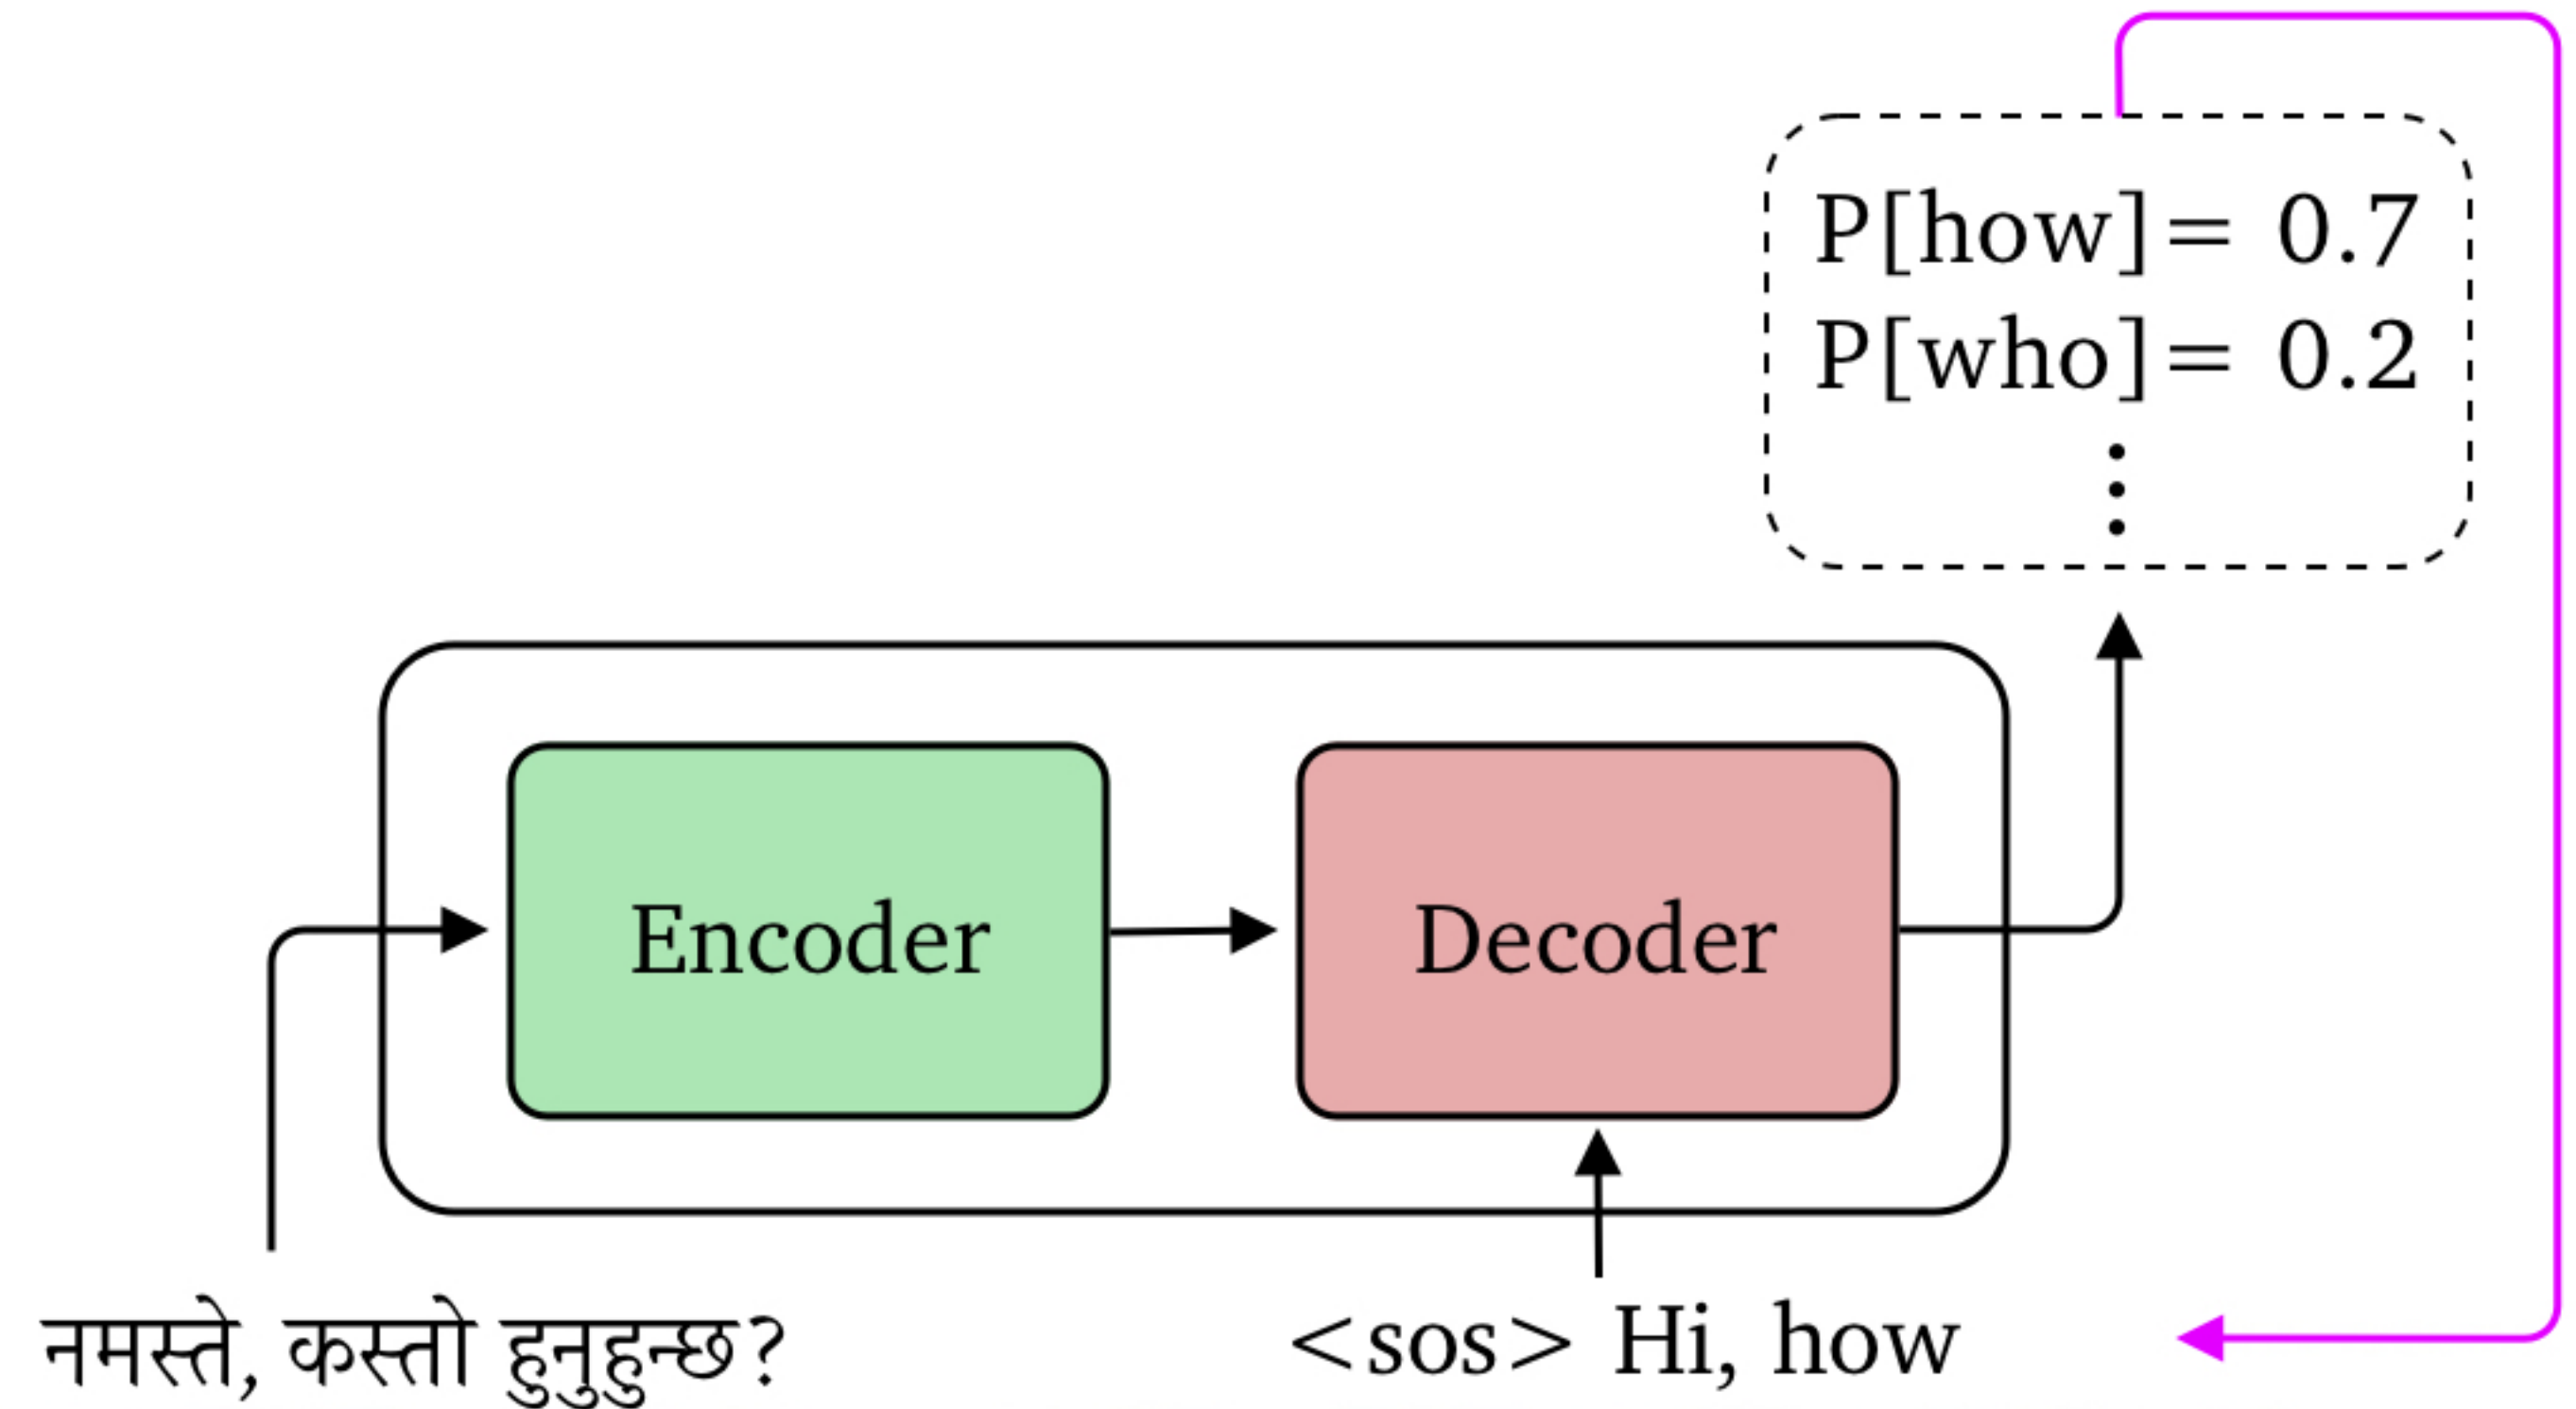 P[how]= 0.7
P[who]= 0.2
Encoder
Decoder
नमस्ते, कस्तो हुनुहुन्छ?
<sos> Hi, how